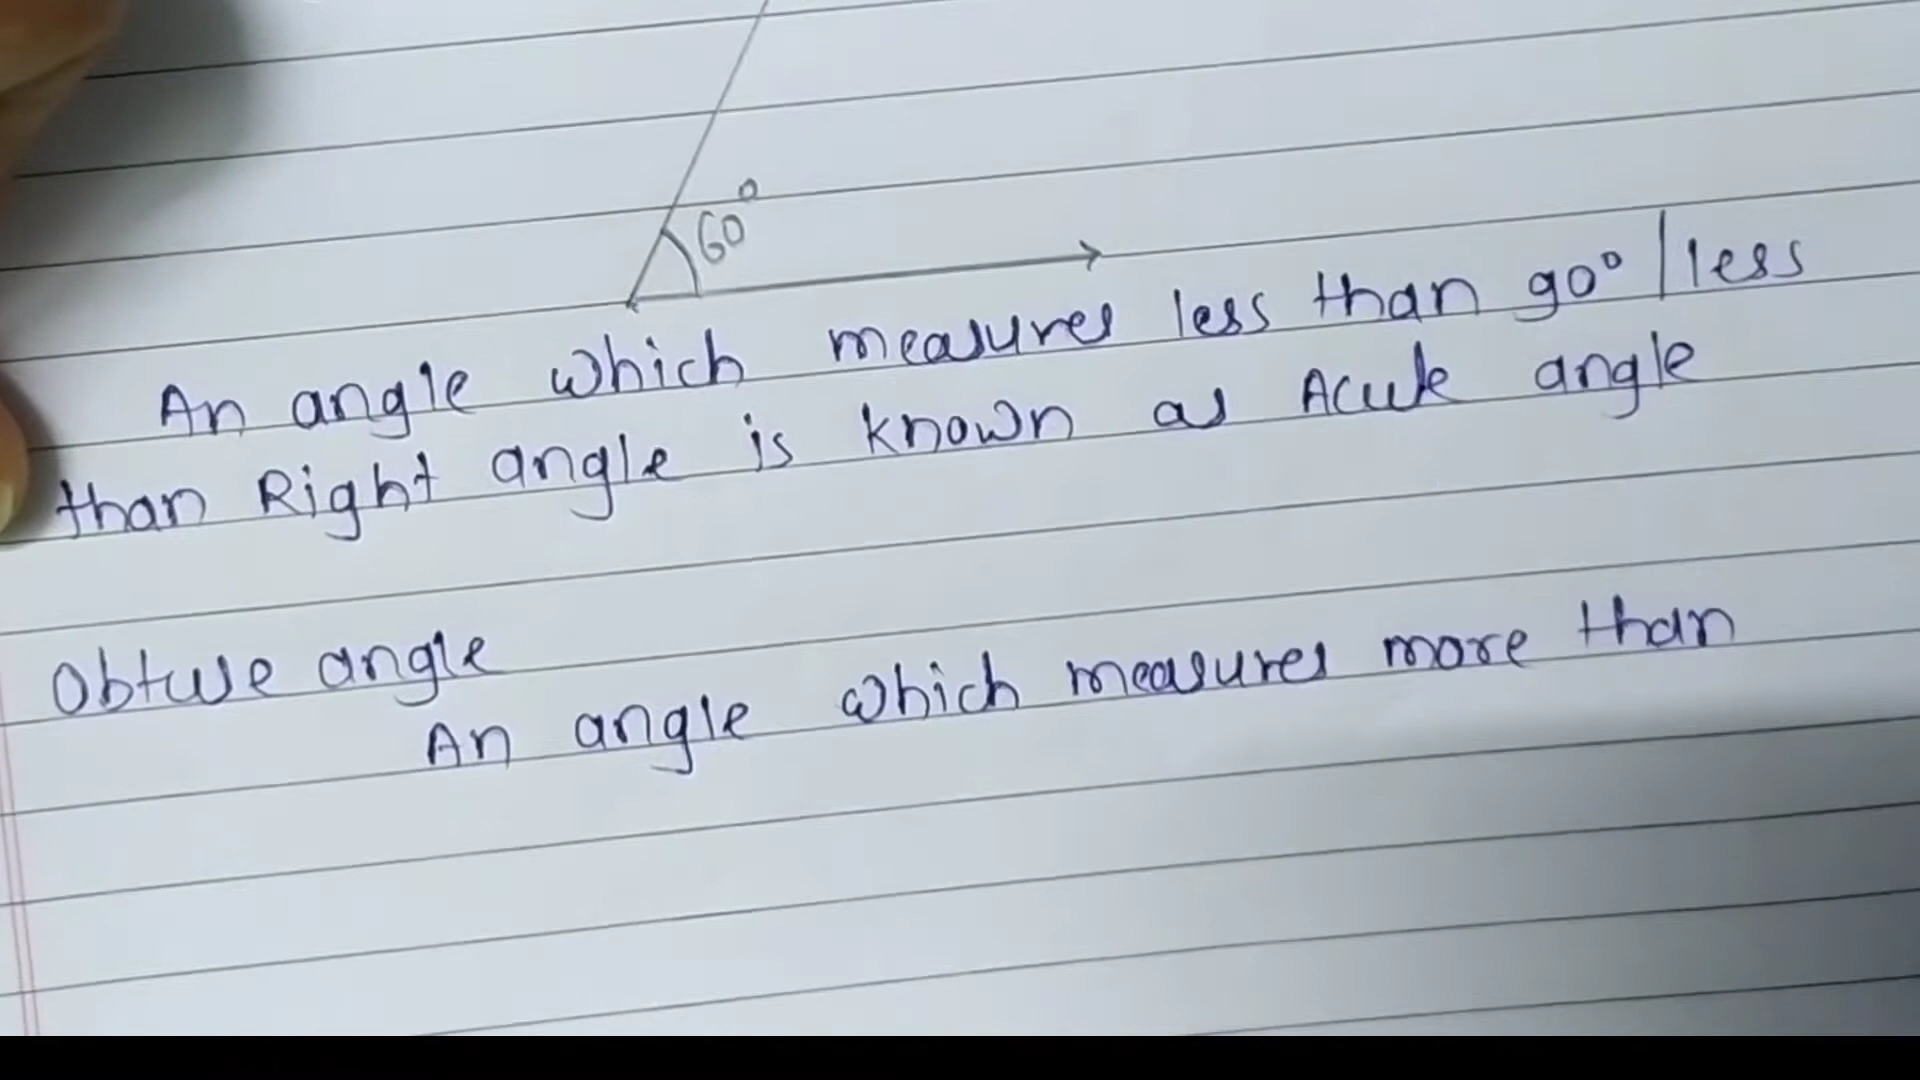 60°
An angle which measures less than 90° / less
than Right angle is known as Acute angle
Obtuse angle
An angle which measures more than